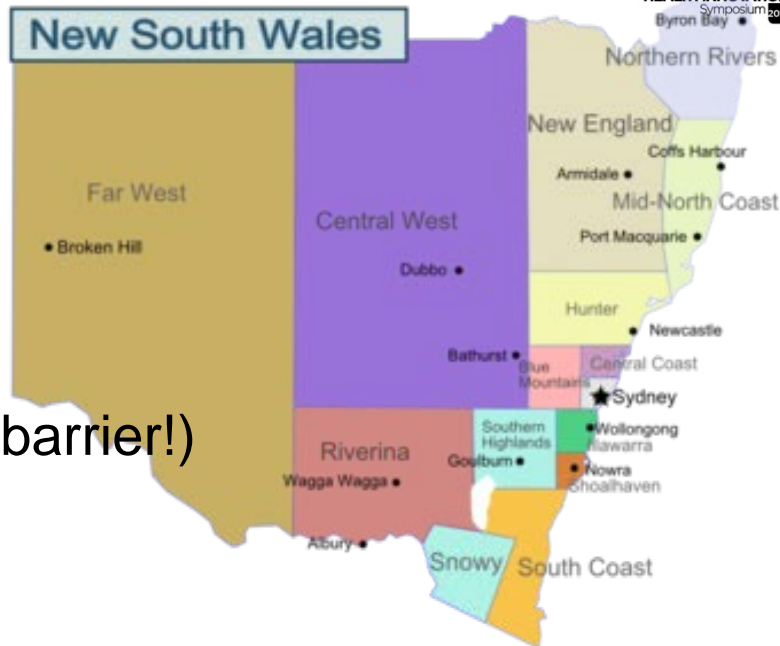 Symposium 20
Byron Bay
New South Wales
Northern Rivers
New England
Coffs Harbour
Armidale
Far West
Mid-North Coast
Central West
Port Macquarie
Broken Hill
Dubbo
Hunter
Newcastle
Bathurst
Blue
Mountains
Central Coast
Sydney
barrier!)
Southern
Highlands
Wollongong
Illawarra
Riverina
Goulburn
Nowra
Shoalhaven
Wagga Wagga
Albury
Snowy
South Coast